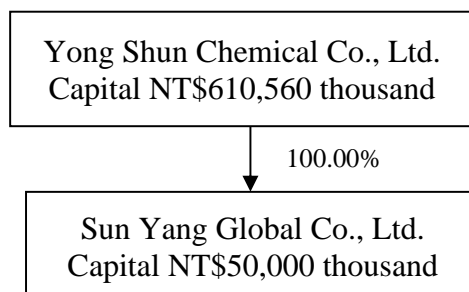 Yong Shun Chemical Co., Ltd.
Capital NT$610,560 thousand
100.00%
Sun Yang Global Co., Ltd.
Capital NT$50,000 thousand